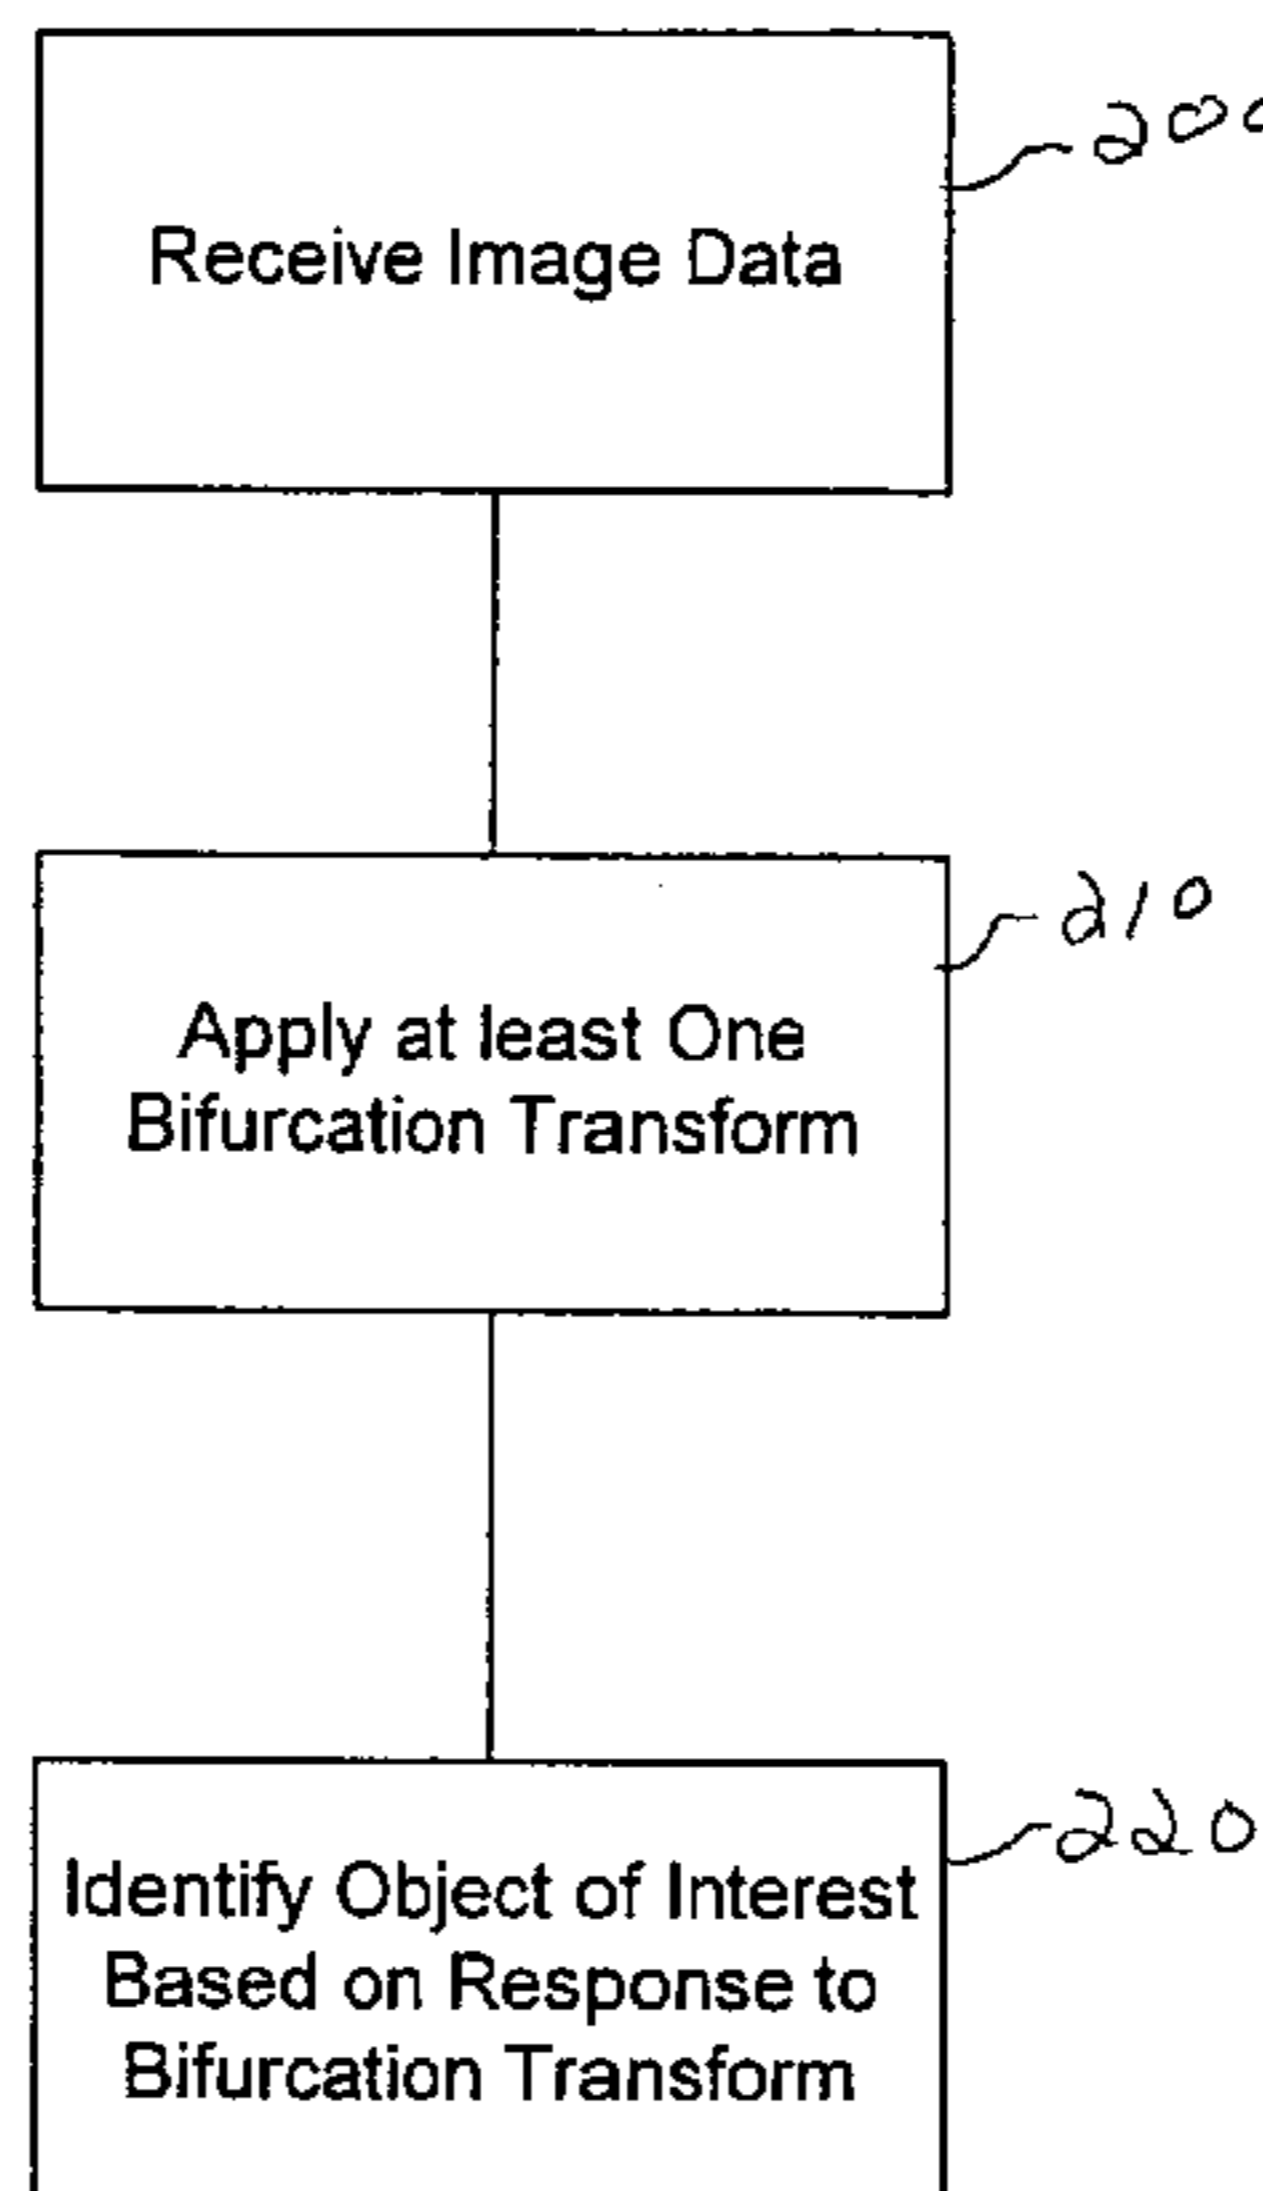 Receive Image Data
200
Apply at least One
Bifurcation Transform
210
Identify Object of Interest
Based on Response to
Bifurcation Transform
220